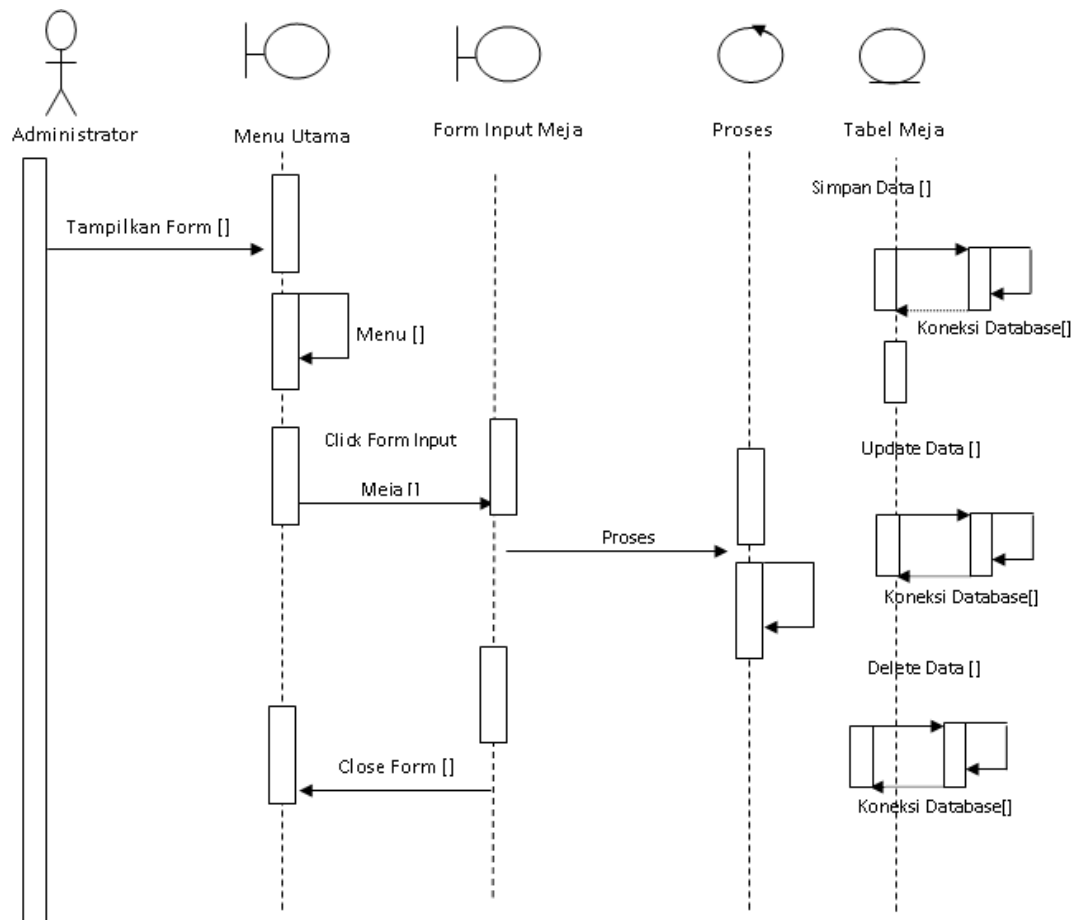 Administrator
Menu Utama
Form Input Meja
Proses
Tabel Meja
Simpan Data []
Tampilkan Form []
Koneksi Database[]
Menu []
Click Form Input
Update Data []
Meja []
Proses
Koneksi Database[]
Delete Data []
Close Form []
Koneksi Database[]